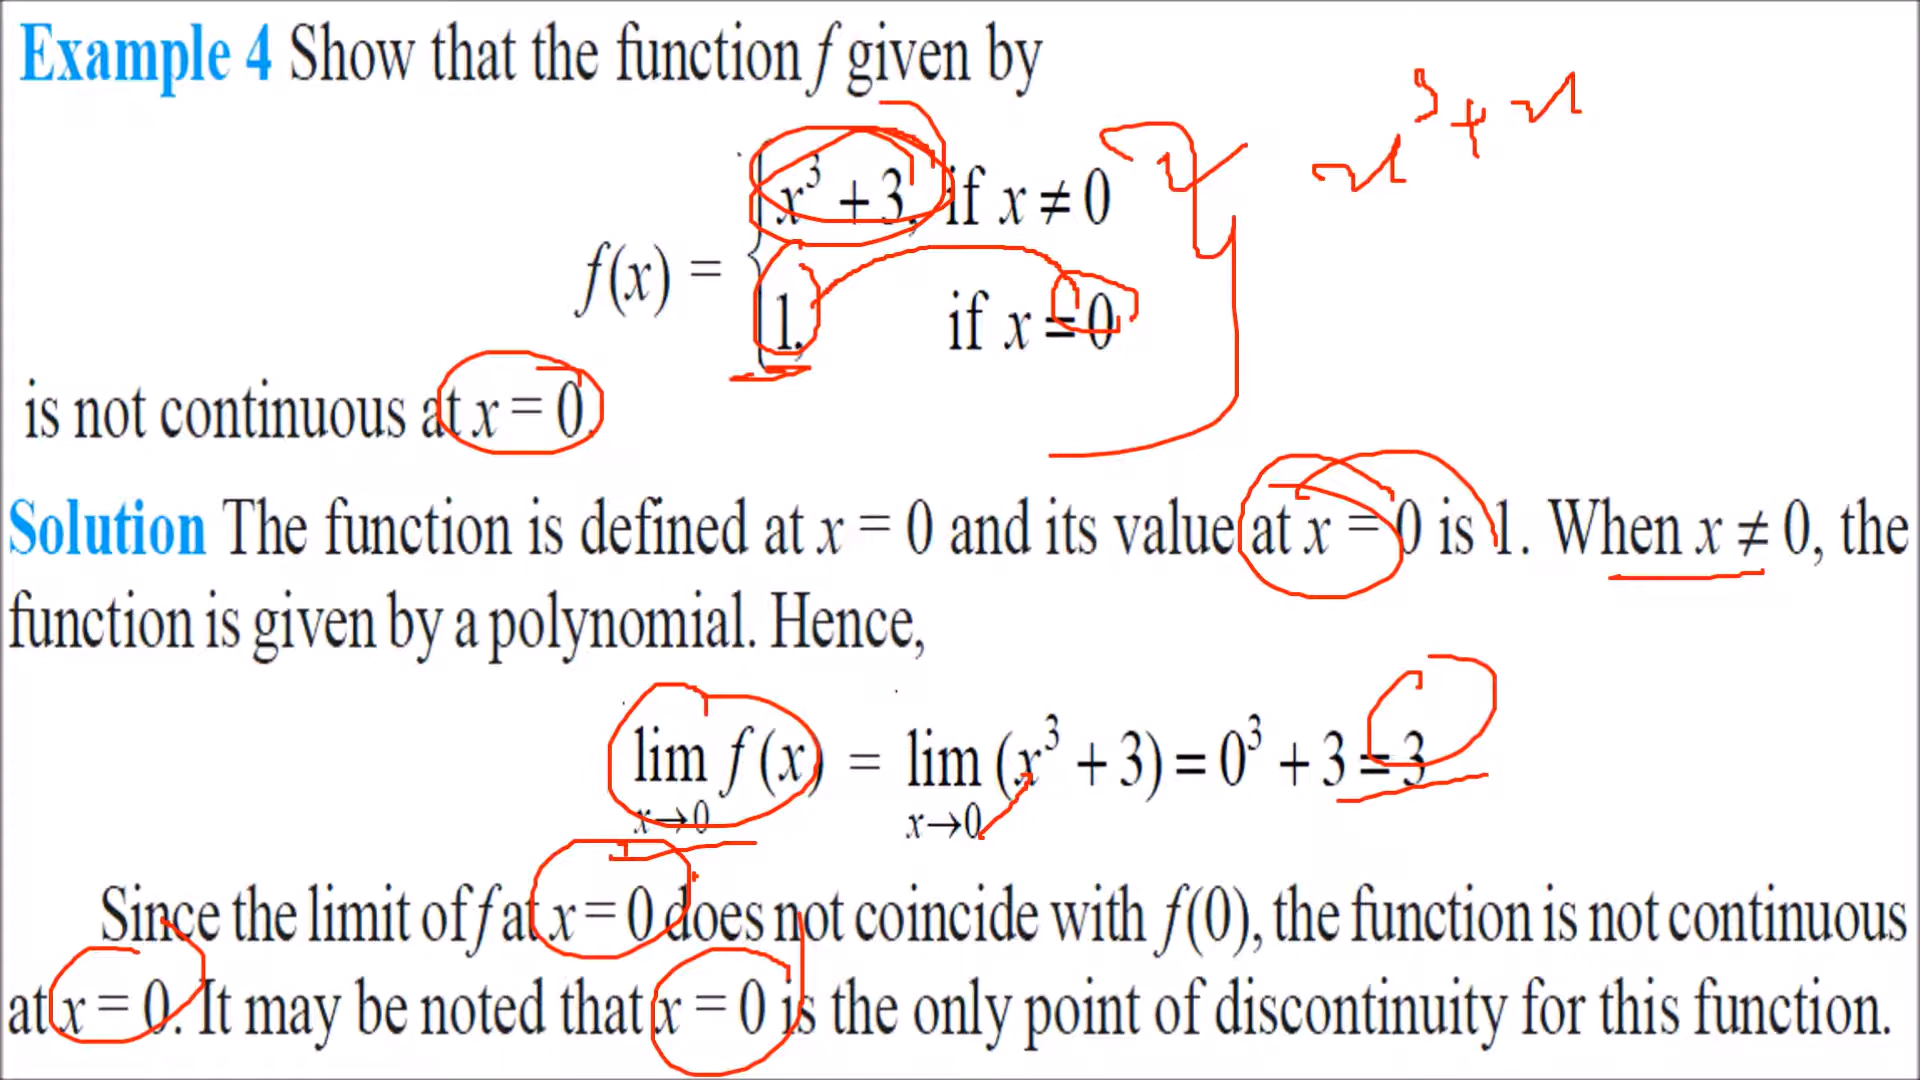 Example 4 Show that the function f given by
x³ + 3, if x ≠ 0
f(x) =
1, if x = 0
is not continuous at x = 0.
Solution The function is defined at x = 0 and its value at x = 0 is 1. When x ≠ 0, the
function is given by a polynomial. Hence,
lim f (x) = lim (x³ + 3) = 0³ + 3 = 3
x→0 x→0
Since the limit of f at x = 0 does not coincide with f(0), the function is not continuous
at x = 0. It may be noted that x = 0 is the only point of discontinuity for this function.